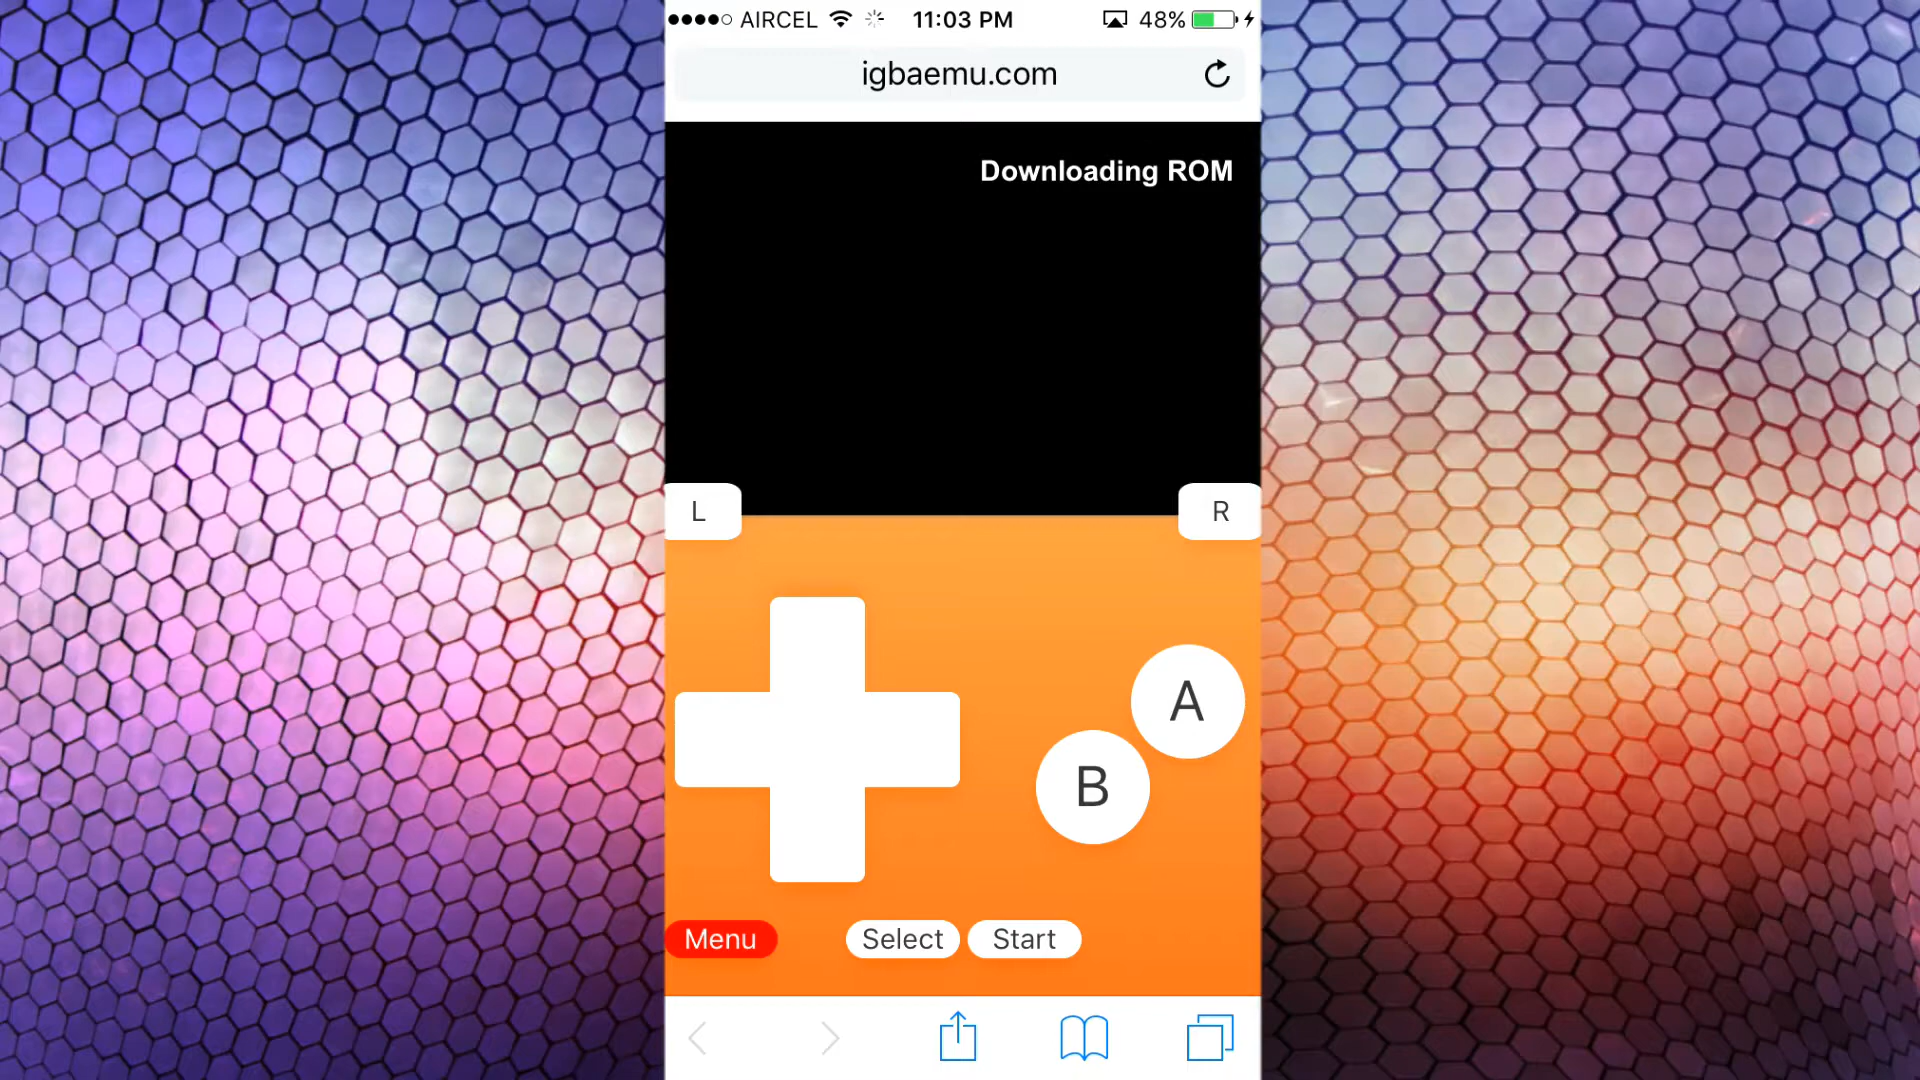 AIRCEL 11:03 PM 48%
igbaemu.com
Downloading ROM
L R
A
B
Menu Select Start